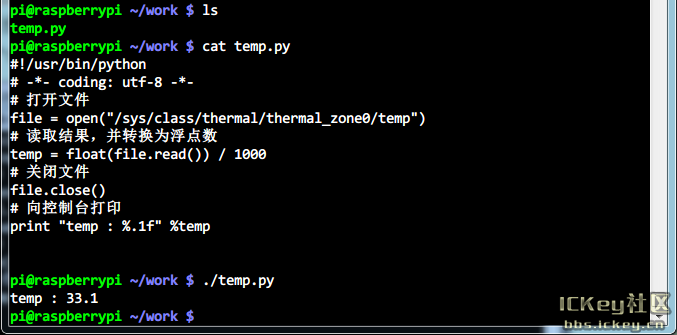 pi@raspberrypi ~/work $ ls
temp.py
pi@raspberrypi ~/work $ cat temp.py
#!/usr/bin/python
# -*- coding: utf-8 -*-
# 打开文件
file = open("/sys/class/thermal/thermal_zone0/temp")
# 读取结果，并转换为浮点数
temp = float(file.read()) / 1000
# 关闭文件
file.close()
# 向控制台打印
print "temp : %.1f" %temp
pi@raspberrypi ~/work $ ./temp.py
temp : 33.1
pi@raspberrypi ~/work $
ICKey社区
bbs.ickey.cn